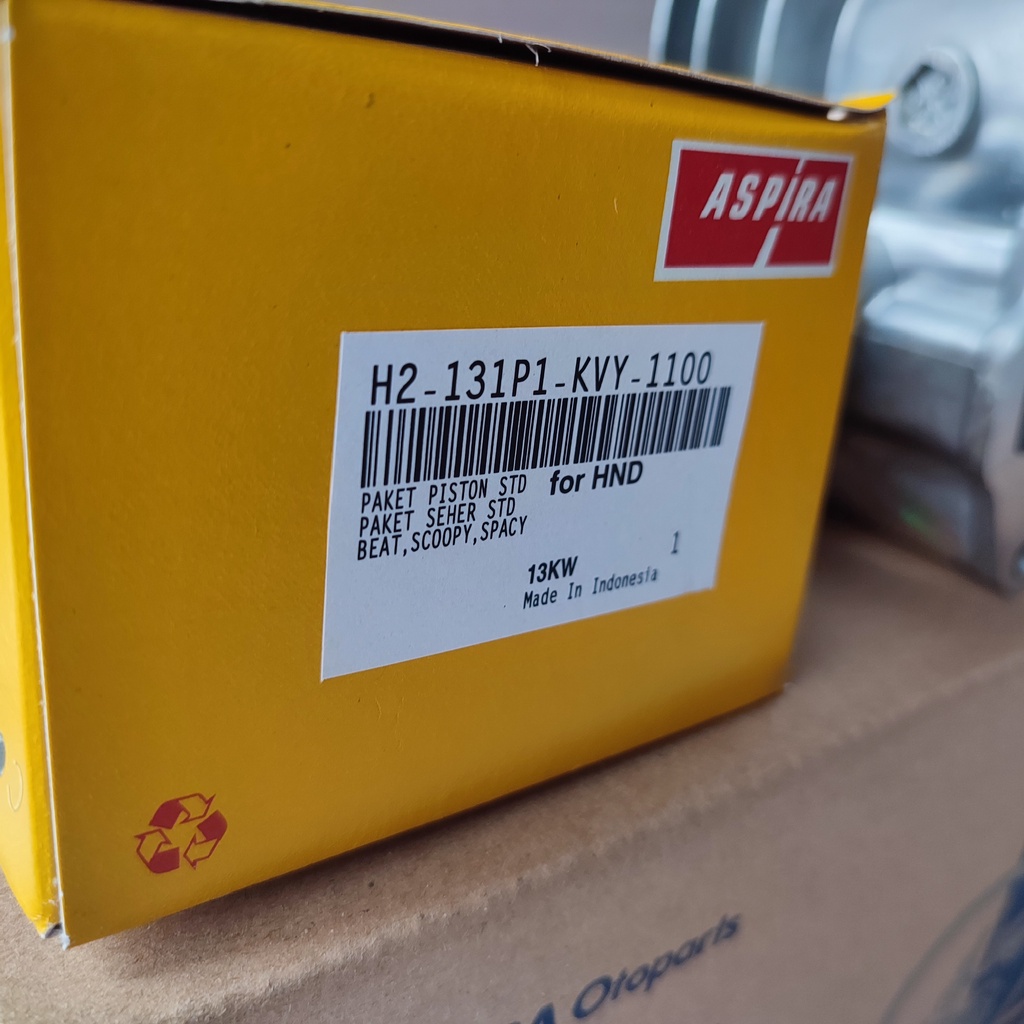 ASPIRA
H2-131P1-KVY-1100
PAKET PISTON STD for HND
PAKET SEHER STD
BEAT,SCOOPY,SPACY
1
13KW
Made In Indonesia
Otoparts